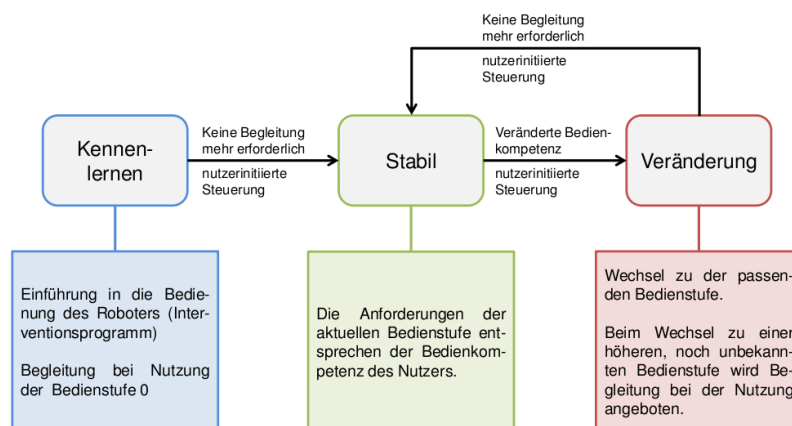 Keine Begleitung
mehr erforderlich
nutzerinitiierte
Steuerung
Kennen-
lernen
Keine Begleitung
mehr erforderlich
nutzerinitiierte
Steuerung
Stabil
Veränderte Bedien-
kompetenz
nutzerinitiierte
Steuerung
Veränderung
Einführung in die Bedie-
nung des Roboters (Inter-
ventionsprogramm)
Begleitung bei Nutzung
der Bedienstufe 0
Die Anforderungen der
aktuellen Bedienstufe ent-
sprechen der Bedienkom-
petenz des Nutzers.
Wechsel zu der passen-
den Bedienstufe.
Beim Wechsel zu einer
höheren, noch unbekann-
ten Bedienstufe wird Be-
gleitung bei der Nutzung
angeboten.